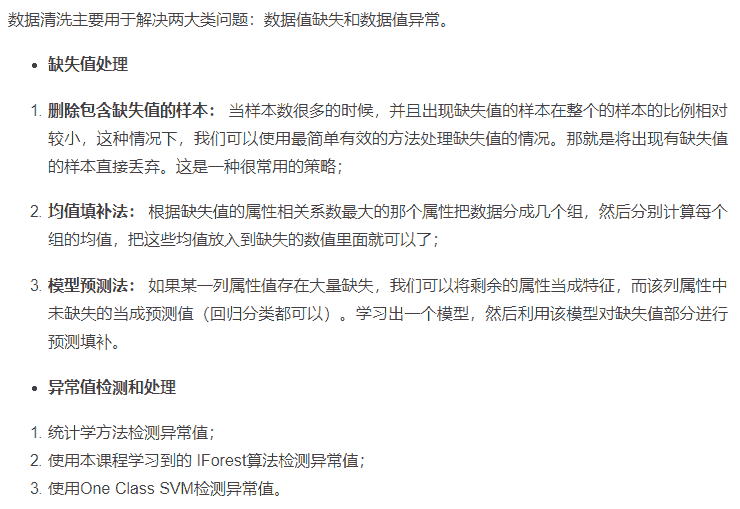 数据清洗主要用于解决两大类问题：数据值缺失和数据值异常。
• 缺失值处理
1. 删除包含缺失值的样本： 当样本数很多的时候，并且出现缺失值的样本在整个的样本的比例相对
较小，这种情况下，我们可以使用最简单有效的方法处理缺失值的情况。那就是将出现有缺失值
的样本直接丢弃。这是一种很常用的策略；
2. 均值填补法： 根据缺失值的属性相关系数最大的那个属性把数据分成几个组，然后分别计算每个
组的均值，把这些均值放入到缺失的数值里面就可以了；
3. 模型预测法： 如果某一列属性值存在大量缺失，我们可以将剩余的属性当成特征，而该列属性中
未缺失的当成预测值（回归分类都可以）。学习出一个模型，然后利用该模型对缺失值部分进行
预测填补。
• 异常值检测和处理
1. 统计学方法检测异常值；
2. 使用本课程学习到的 IForest算法检测异常值；
3. 使用One Class SVM检测异常值。